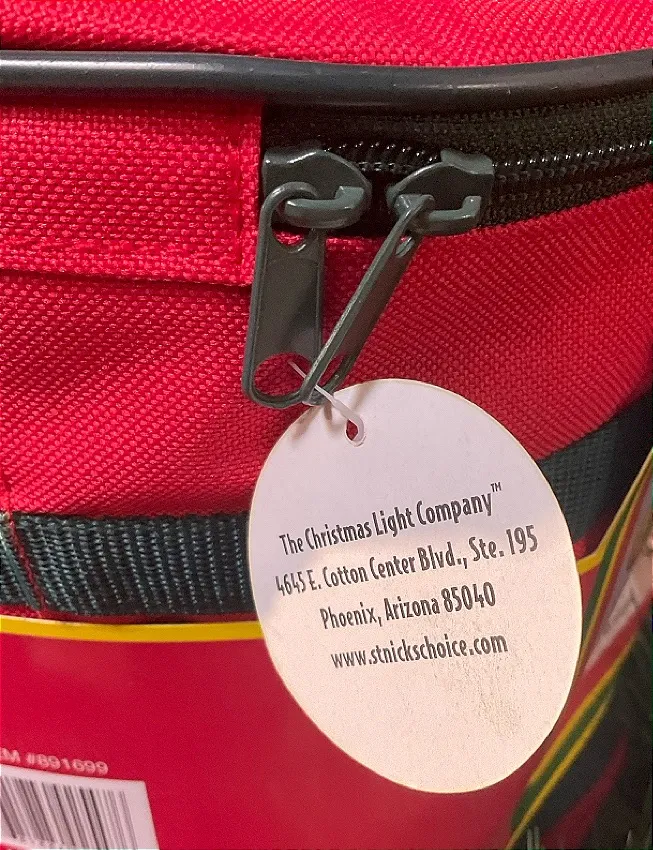 The Christmas Light Company™
4645 E. Cotton Center Blvd., Ste. 195
Phoenix, Arizona 85040
www.stnickschoice.com
#891699